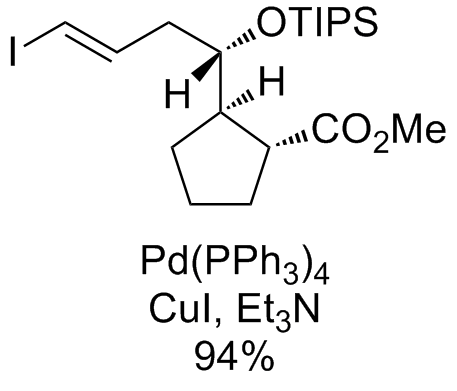 OTIPS
I
H
H
CO₂Me
Pd(PPh₃)₄
CuI, Et₃N
94%